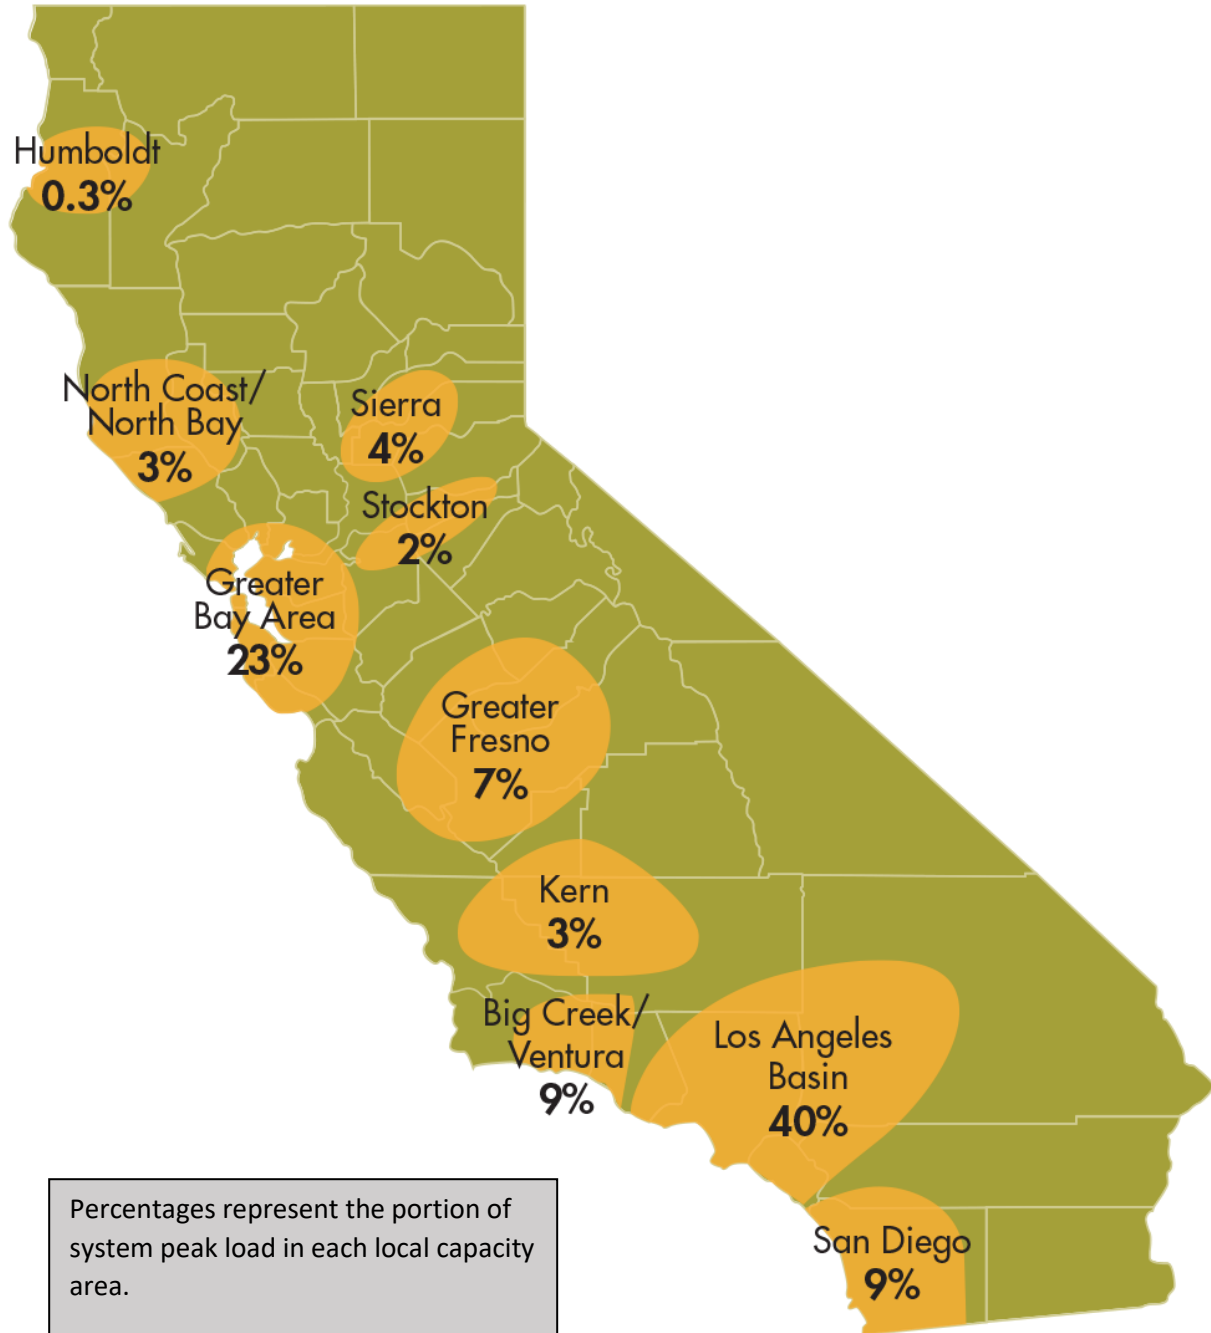 Humboldt
0.3%
North Coast/
North Bay
3%
Sierra
4%
Stockton
2%
Greater
Bay Area
23%
Greater
Fresno
7%
Kern
3%
Big Creek/
Ventura
9%
Los Angeles
Basin
40%
San Diego
9%
Percentages represent the portion of
system peak load in each local capacity
area.